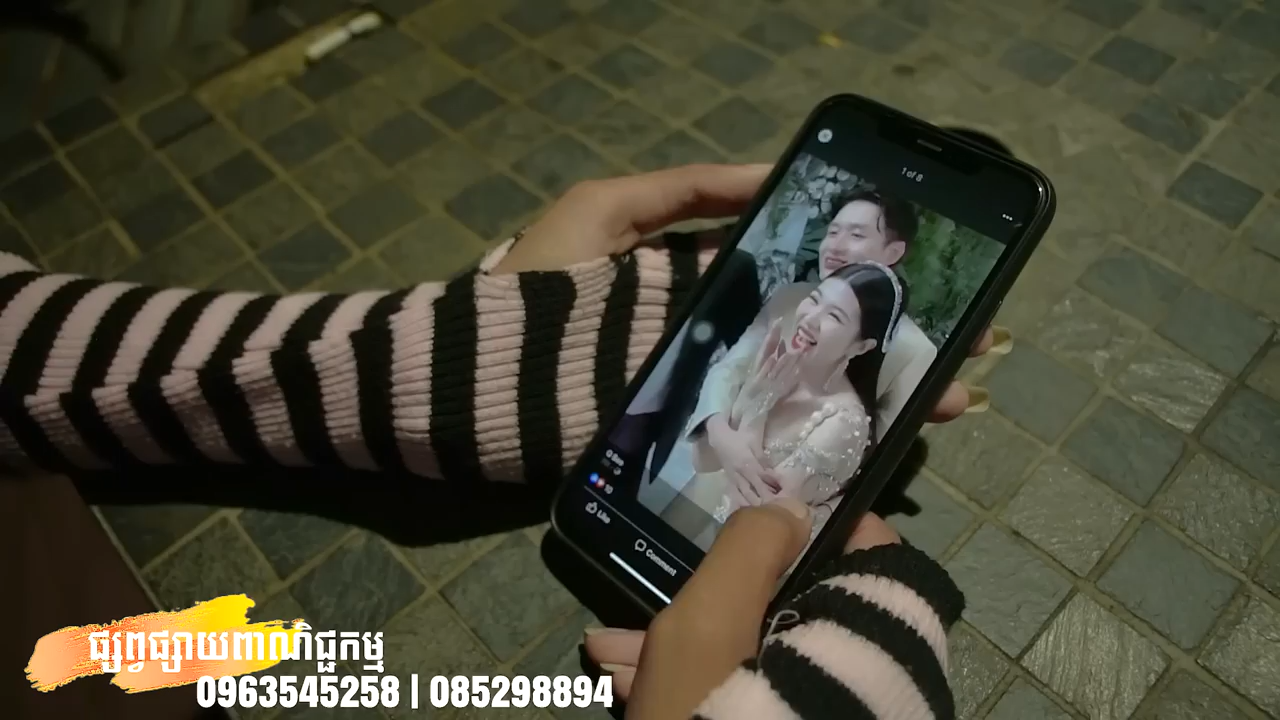 1 of 8
Like
Comment
ផ្សព្វផ្សាយពាណិជ្ជកម្ម
0963545258 | 085298894